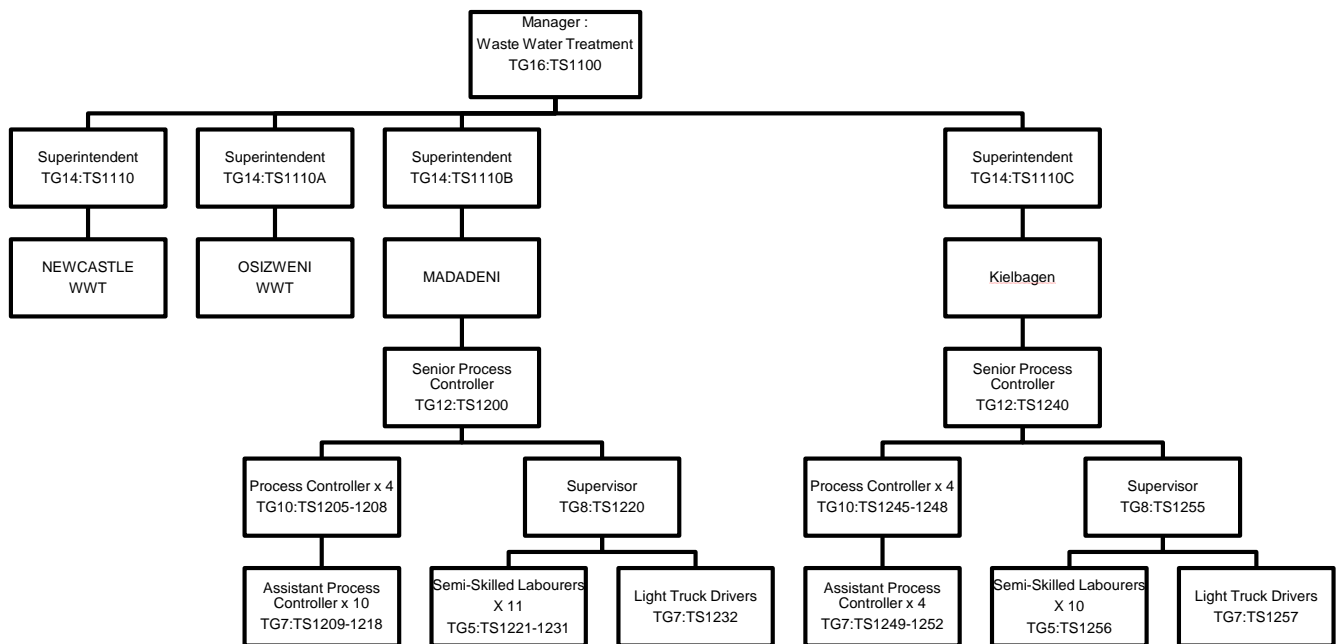 Manager :
Waste Water Treatment
TG16:TS1100
Superintendent
TG14:TS1110
Superintendent
TG14:TS1110A
Superintendent
TG14:TS1110B
Superintendent
TG14:TS1110C
NEWCASTLE
WWT
OSIZWENI
WWT
MADADENI
Kielbagen
Senior Process
Controller
TG12:TS1200
Senior Process
Controller
TG12:TS1240
Process Controller x 4
TG10:TS1205-1208
Supervisor
TG8:TS1220
Process Controller x 4
TG10:TS1245-1248
Supervisor
TG8:TS1255
Assistant Process
Controller x 10
TG7:TS1209-1218
Semi-Skilled Labourers
X 11
TG5:TS1221-1231
Light Truck Drivers
TG7:TS1232
Assistant Process
Controller x 4
TG7:TS1249-1252
Semi-Skilled Labourers
X 10
TG5:TS1256
Light Truck Drivers
TG7:TS1257